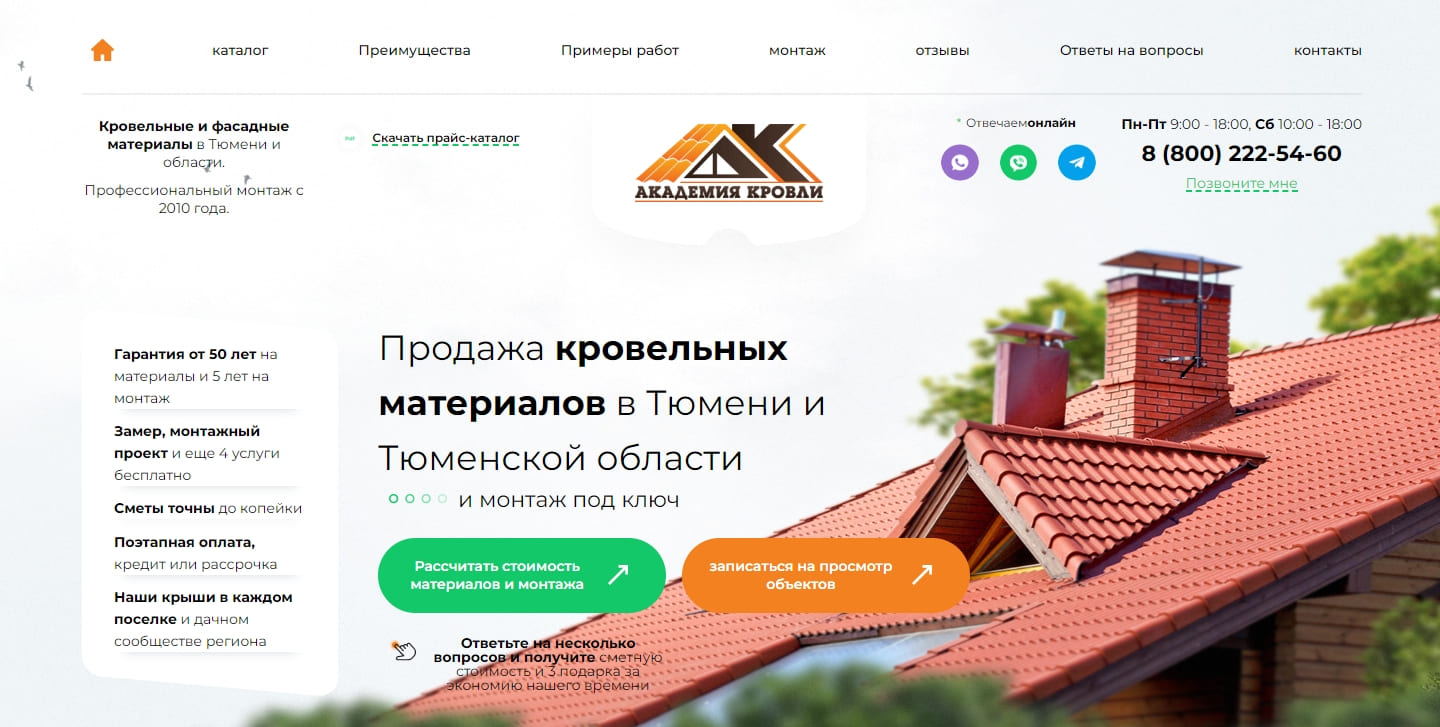 каталог
Преимущества
Примеры работ
монтаж
отзывы
Ответы на вопросы
контакты
Кровельные и фасадные
материалы в Тюмени и
области.
Профессиональный монтаж с
2010 года.
Скачать прайс-каталог
АКАДЕМИЯ КРОВЛИ
* Отвечаемонлайн
Пн-Пт 9:00 - 18:00, Сб 10:00 - 18:00
8 (800) 222-54-60
Позвоните мне
Гарантия от 50 лет на
материалы и 5 лет на
монтаж
Замер, монтажный
проект и еще 4 услуги
бесплатно
Сметы точны до копейки
Поэтапная оплата,
кредит или рассрочка
Наши крыши в каждом
поселке и дачном
сообществе региона
Продажа кровельных
материалов в Тюмени и
Тюменской области
и монтаж под ключ
Рассчитать стоимость
материалов и монтажа
записаться на просмотр
объектов
Ответьте на несколько
вопросов и получите сметную
стоимость и 3 подарка за
экономию нашего времени